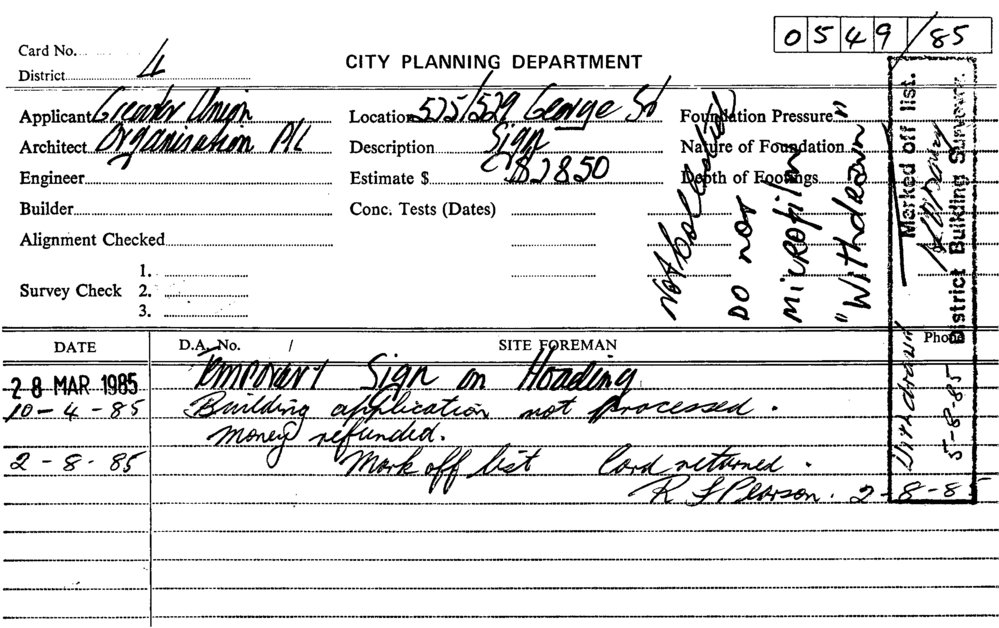 0549/85
Card No.
District 4
CITY PLANNING DEPARTMENT
Applicant Greater Union
Architect Organisation P/L
Engineer
Builder
Alignment Checked
Survey Check 1.
2.
3.
Location 525/529 George St
Description Sign
Estimate $ $2850
Conc. Tests (Dates)
Foundation Pressure
Nature of Foundation
Depth of Footings
Not Collected
DO NOT
MICROFILM
"Withdrawn"
Marked off list.
District Building Surveyor.
Withdrawn 5-8-85
DATE
D.A. No. /
SITE FOREMAN
Phone
28 MAR 1985 Temporary Sign on Hoading
10-4-85 Building application not processed.
money refunded.
2-8-85 Mark off list Card returned.
R L Pearson. 2-8-85